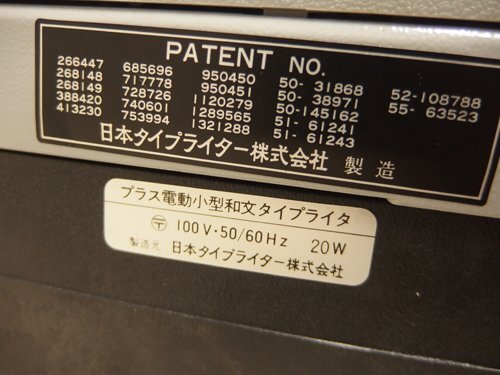 PATENT NO.
266447 685696 950450 50- 31868 52-108788
268148 717778 950451 50- 38971 55- 63523
268149 728726 1120279 50-145162
388420 740601 1289565 51- 61241
413230 753994 1321288 51- 61243
日本タイプライター株式会社 製造
プラス電動小型和文タイプライタ
〶 100V·50/60Hz 20W
製造元 日本タイプライター株式会社